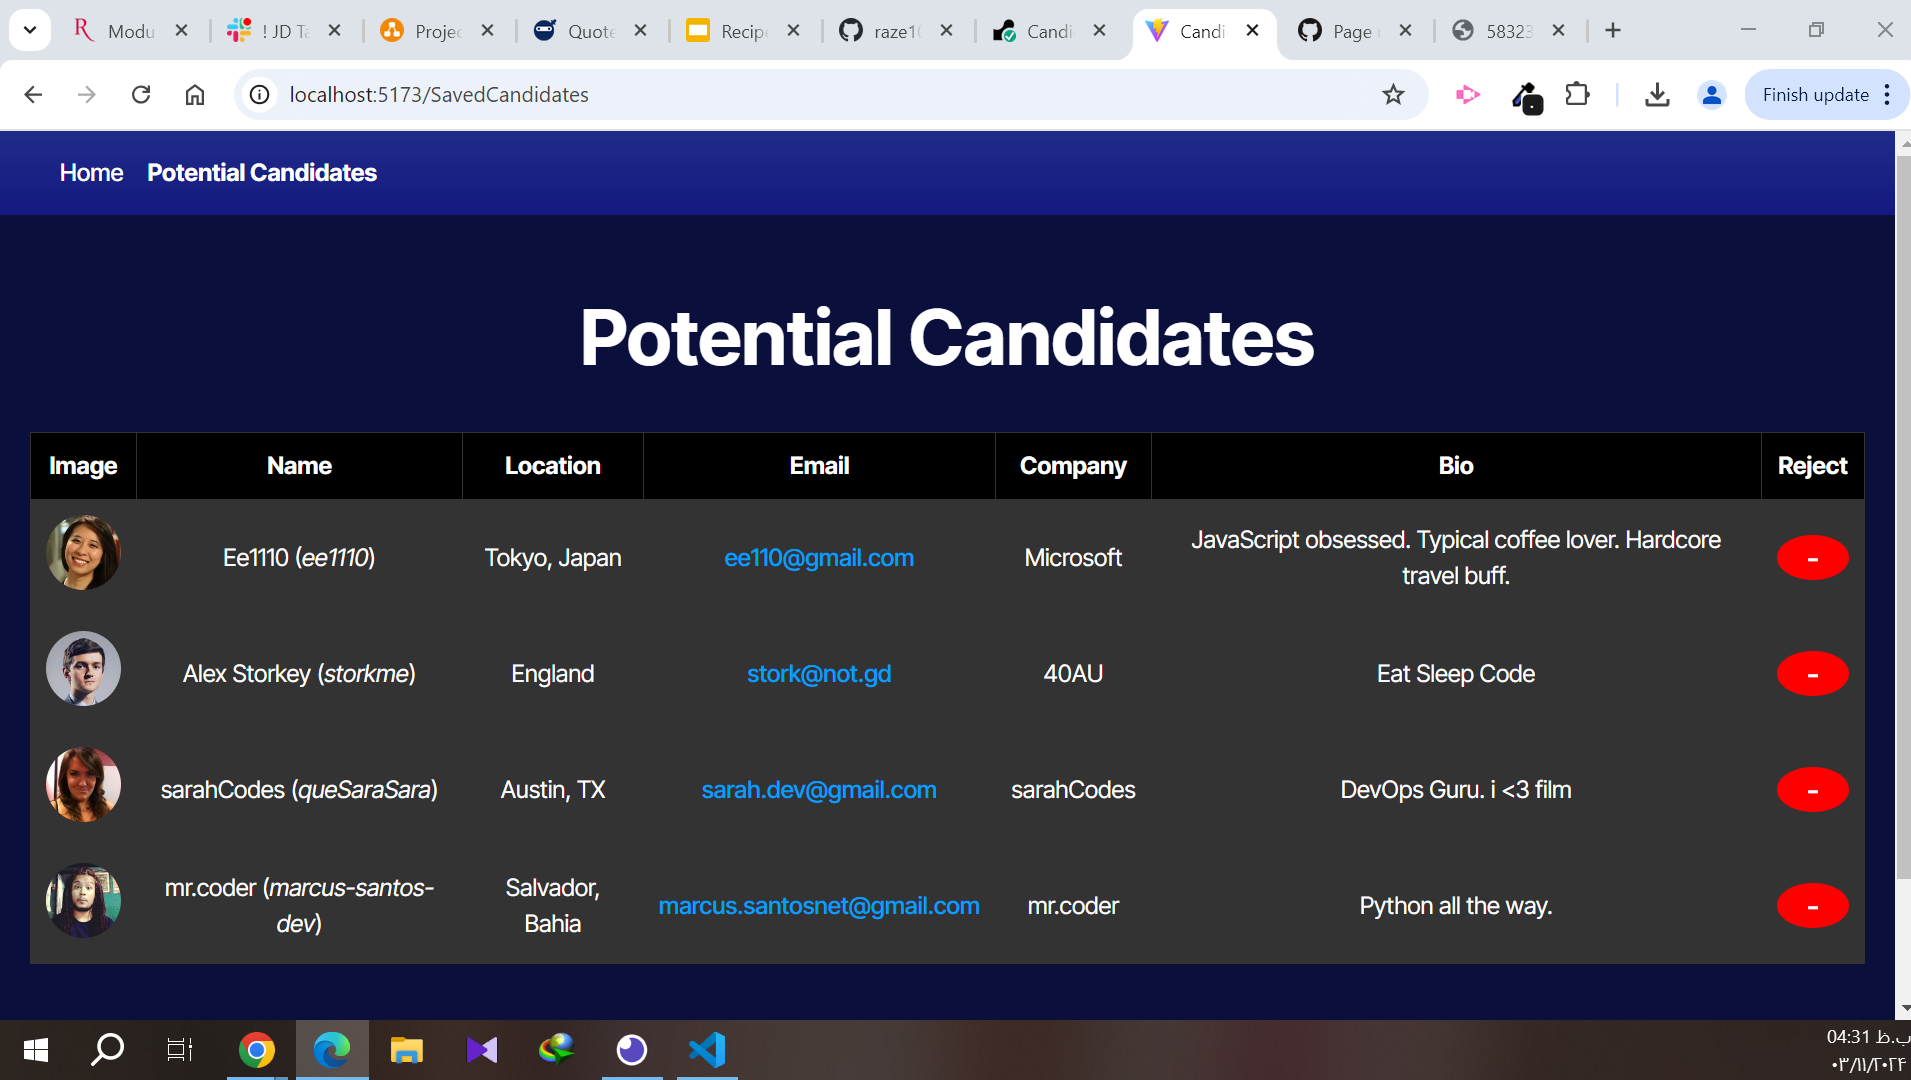 Modu
! JD Ta
Projec
Quote
Recipe
raze10
Candi
Candi
Page
58323
localhost:5173/SavedCandidates
Finish update
Home Potential Candidates
Potential Candidates
Image Name Location Email Company Bio Reject
Ee1110 (ee1110) Tokyo, Japan ee110@gmail.com Microsoft JavaScript obsessed. Typical coffee lover. Hardcore
travel buff. -
Alex Storkey (storkme) England stork@not.gd 40AU Eat Sleep Code -
sarahCodes (queSaraSara) Austin, TX sarah.dev@gmail.com sarahCodes DevOps Guru. i <3 film -
mr.coder (marcus-santos-
dev) Salvador,
Bahia marcus.santosnet@gmail.com mr.coder Python all the way. -
04:31 ب.ظ
۰۳/۱۱/۲۰۲۴